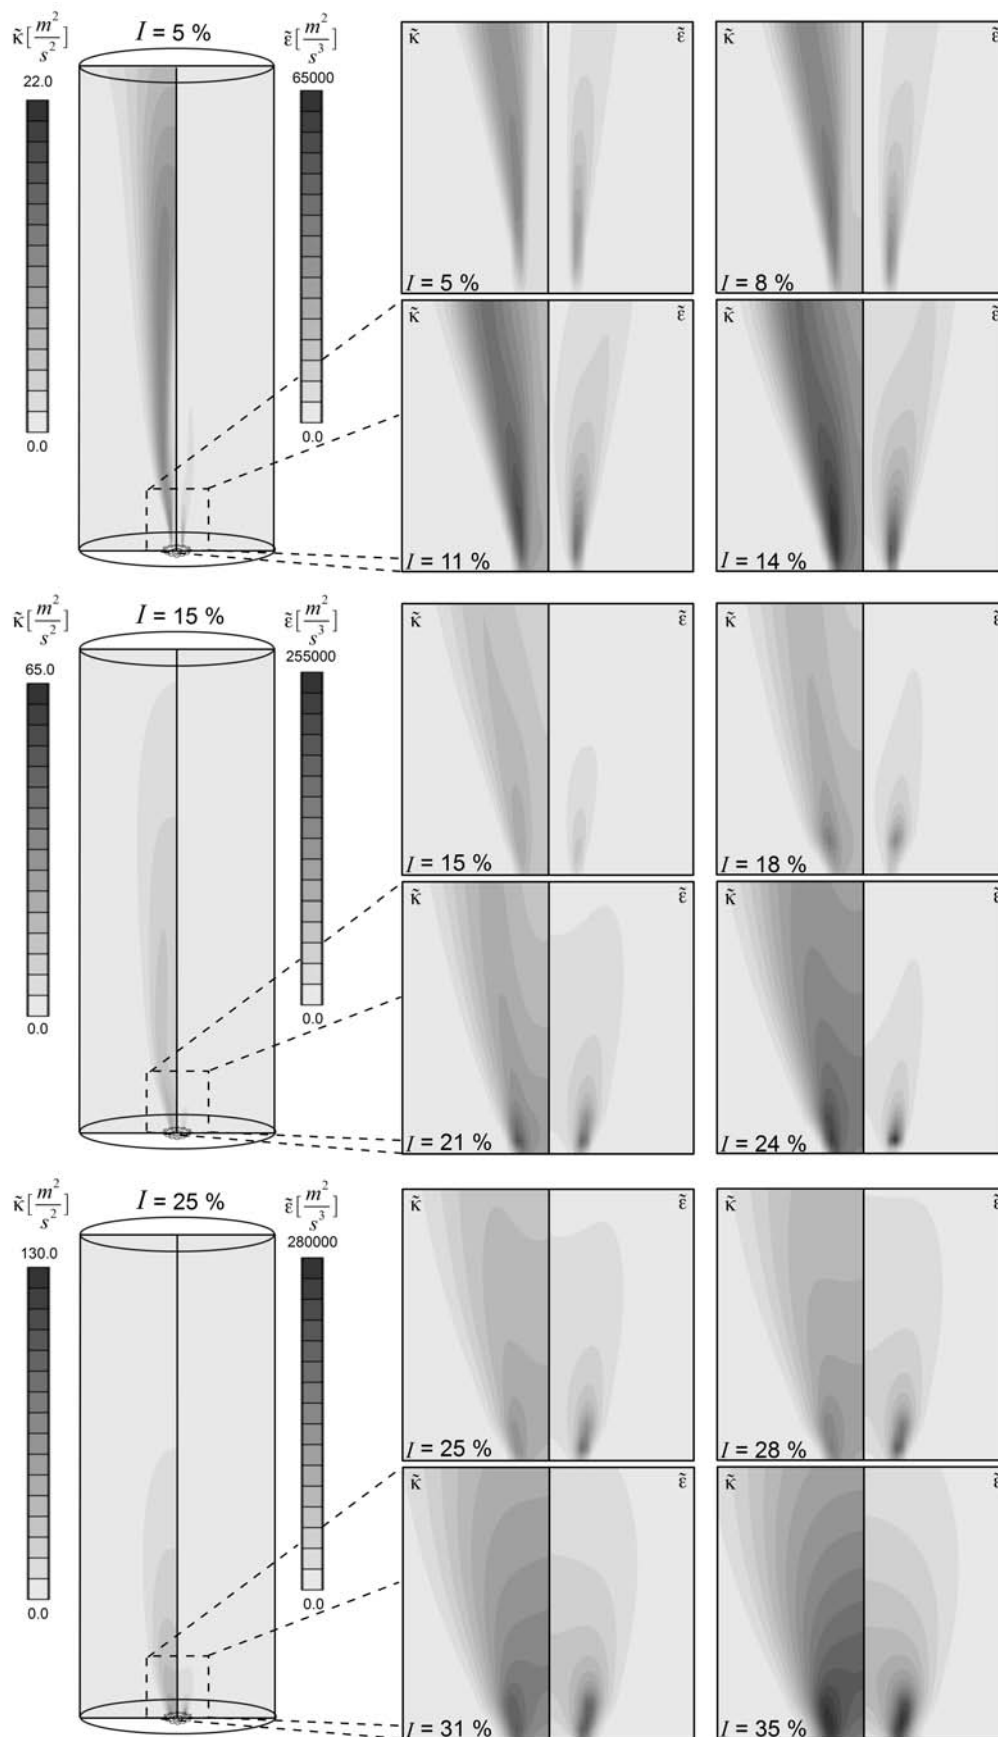 κ̃ [m²/s²]
I = 5 %
ε̃ [m²/s³]
22.0
65000
0.0
0.0
κ̃
ε̃
I = 5 %
κ̃
ε̃
I = 8 %
κ̃
ε̃
I = 11 %
κ̃
ε̃
I = 14 %
κ̃ [m²/s²]
I = 15 %
ε̃ [m²/s³]
65.0
255000
0.0
0.0
κ̃
ε̃
I = 15 %
κ̃
ε̃
I = 18 %
κ̃
ε̃
I = 21 %
κ̃
ε̃
I = 24 %
κ̃ [m²/s²]
I = 25 %
ε̃ [m²/s³]
130.0
280000
0.0
0.0
κ̃
ε̃
I = 25 %
κ̃
ε̃
I = 28 %
κ̃
ε̃
I = 31 %
κ̃
ε̃
I = 35 %